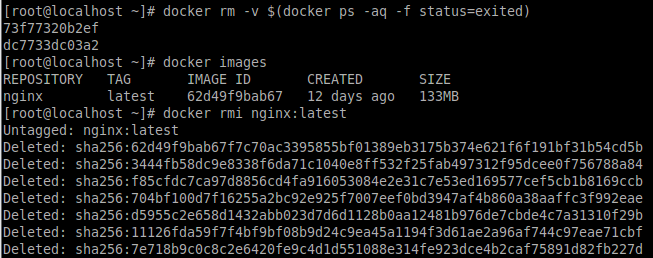 [root@localhost ~]# docker rm -v $(docker ps -aq -f status=exited)
73f77320b2ef
dc7733dc03a2
[root@localhost ~]# docker images
REPOSITORY TAG IMAGE ID CREATED SIZE
nginx latest 62d49f9bab67 12 days ago 133MB
[root@localhost ~]# docker rmi nginx:latest
Untagged: nginx:latest
Deleted: sha256:62d49f9bab67f7c70ac3395855bf01389eb3175b374e621f6f191bf31b54cd5b
Deleted: sha256:3444fb58dc9e8338f6da71c1040e8ff532f25fab497312f95dcee0f756788a84
Deleted: sha256:f85cfdc7ca97d8856cd4fa916053084e2e31c7e53ed169577cef5cb1b8169ccb
Deleted: sha256:704bf100d7f16255a2bc92e925f7007eef0bd3947af4b860a38aaffc3f992eae
Deleted: sha256:d5955c2e658d1432abb023d7d6d1128b0aa12481b976de7cbde4c7a31310f29b
Deleted: sha256:11126fda59f7f4bf9bf08b9d24c9ea45a1194f3d61ae2a96af744c97eae71cbf
Deleted: sha256:7e718b9c0c8c2e6420fe9c4d1d551088e314fe923dce4b2caf75891d82fb227d